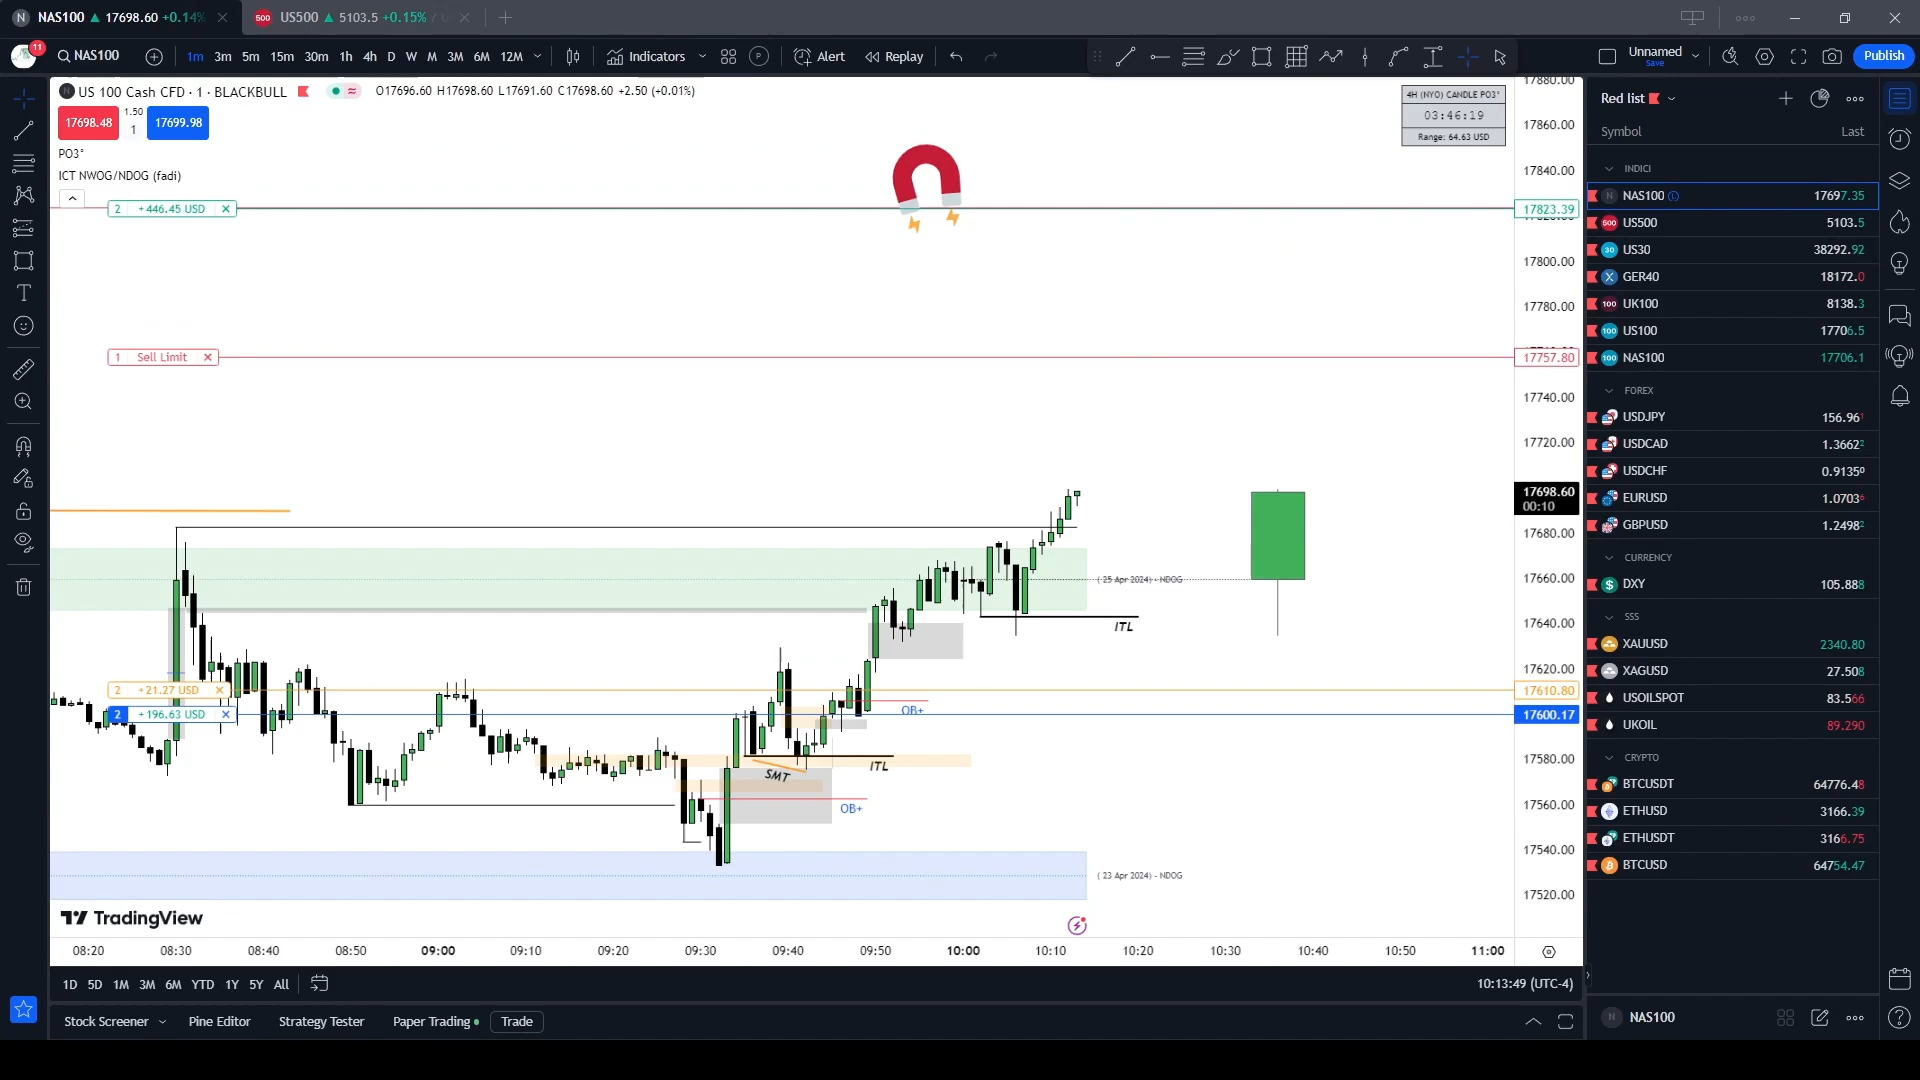 NAS100 ▲ 17698.60 +0.14%
US500 ▲ 5103.5 +0.15% /
11
NAS100
1m 3m 5m 15m 30m 1h 4h D W M 3M 6M 12M
Indicators
Alert
Replay
Unnamed
Save
Publish
US 100 Cash CFD · 1 · BLACKBULL
O17696.60 H17698.60 L17691.60 C17698.60 +2.50 (+0.01%)
17698.48
1.50
1
17699.98
PO3°
ICT NWOG/NDOG (fadi)
4H (NYO) CANDLE PO3°
03:46:19
Range: 64.63 USD
2 +446.45 USD
1 Sell Limit
2 +21.27 USD
2 +196.63 USD
( 25 Apr 2024) - NDOG
ITL
OB+
ITL
SMT
OB+
( 23 Apr 2024) - NDOG
TradingView
17880.00
17860.00
17840.00
17823.39
17800.00
17780.00
17757.80
17740.00
17720.00
17698.60
00:10
17680.00
17660.00
17640.00
17620.00
17610.80
17600.17
17580.00
17560.00
17540.00
17520.00
08:20 08:30 08:40 08:50 09:00 09:10 09:20 09:30 09:40 09:50 10:00 10:10 10:20 10:30 10:40 10:50 11:00
1D 5D 1M 3M 6M YTD 1Y 5Y All
10:13:49 (UTC-4)
Stock Screener
Pine Editor
Strategy Tester
Paper Trading
Trade
Red list
Symbol Last
INDICI
NAS100 17697.35
US500 5103.5
US30 38292.92
GER40 18172.0
UK100 8138.3
US100 17706.5
NAS100 17706.1
FOREX
USDJPY 156.961
USDCAD 1.36622
USDCHF 0.91350
EURUSD 1.07036
GBPUSD 1.24982
CURRENCY
DXY 105.888
SSS
XAUUSD 2340.80
XAGUSD 27.508
USOILSPOT 83.566
UKOIL 89.290
CRYPTO
BTCUSDT 64776.48
ETHUSD 3166.39
ETHUSDT 3166.75
BTCUSD 64754.47
NAS100